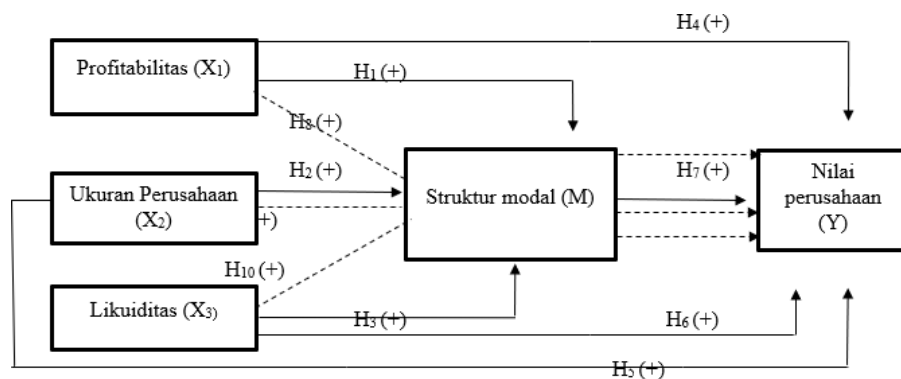 H4 (+)
Profitabilitas (X1)
H1 (+)
H8 (+)
H2 (+)
H7 (+)
Nilai
perusahaan
(Y)
Ukuran Perusahaan
(X2)
+)
Struktur modal (M)
H10 (+)
Likuiditas (X3)
H3 (+)
H6 (+)
H5 (+)